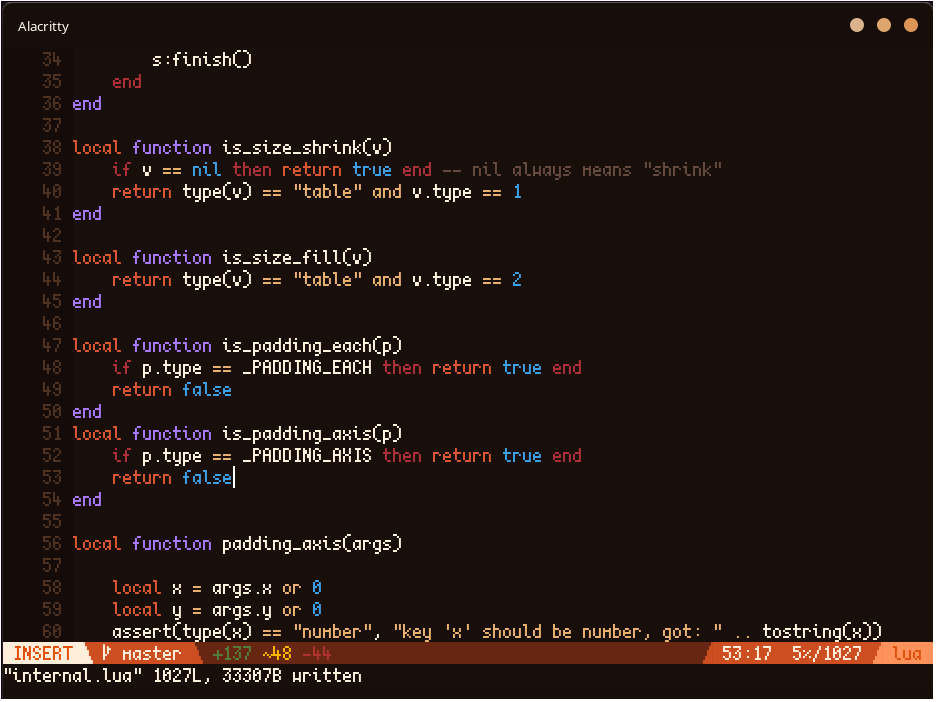 Alacritty
34         s:finish()
35     end
36 end
37
38 local function is_size_shrink(v)
39     if v == nil then return true end -- nil always means "shrink"
40     return type(v) == "table" and v.type == 1
41 end
42
43 local function is_size_fill(v)
44     return type(v) == "table" and v.type == 2
45 end
46
47 local function is_padding_each(p)
48     if p.type == _PADDING_EACH then return true end
49     return false
50 end
51 local function is_padding_axis(p)
52     if p.type == _PADDING_AXIS then return true end
53     return false
54 end
55
56 local function padding_axis(args)
57
58     local x = args.x or 0
59     local y = args.y or 0
60     assert(type(x) == "number", "key 'x' should be number, got: " .. tostring(x))
INSERT master +137 ~48 -44 53:17 5%/1027 lua
"internal.lua" 1027L, 33307B written